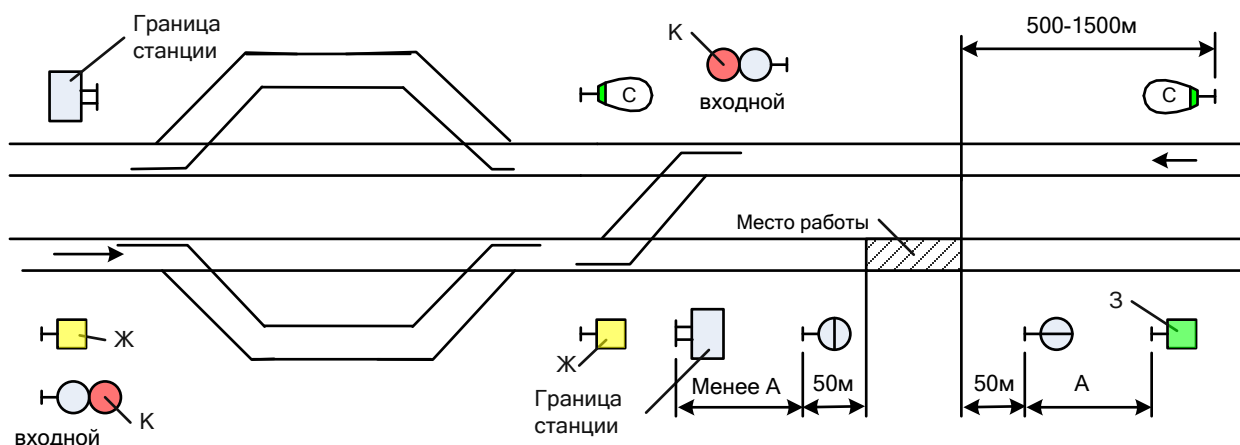 Граница
станции
К
входной
С
500-1500м
С
Место работы
Ж
Ж
З
Менее А
50м
50м
А
К
входной
Граница
станции